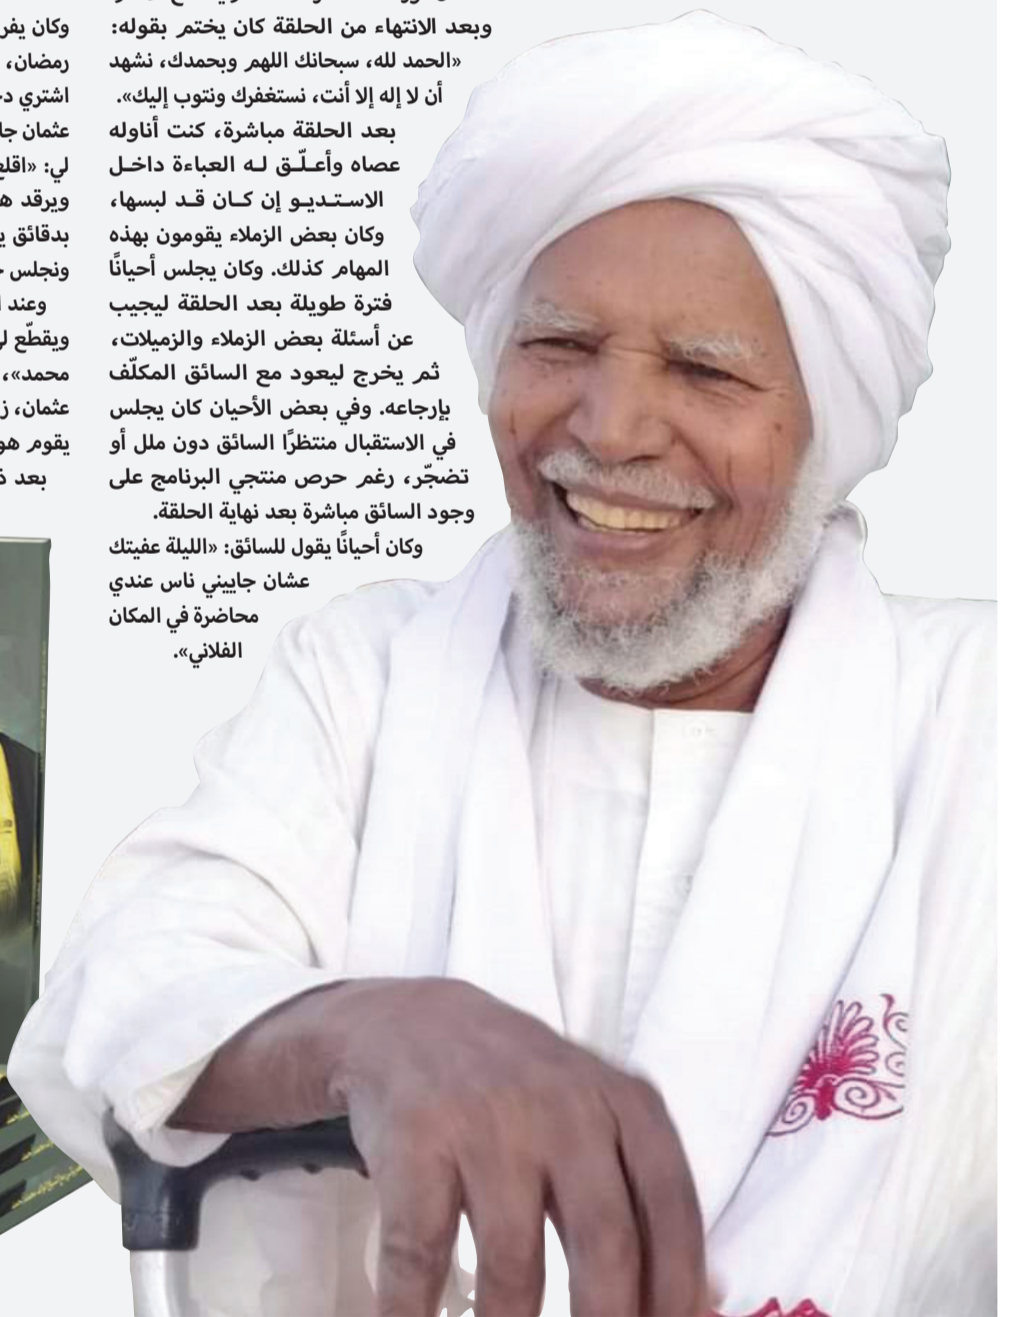 وبعد الانتهاء من الحلقة كان يختم بقوله:
«الحمد لله، سبحانك اللهم وبحمدك، نشهد
أن لا إله إلا أنت، نستغفرك ونتوب إليك».
بعد الحلقة مباشرة، كنت أناوله
عصاه وأعلّق له العباءة داخل
الاستديو إن كان قد لبسها،
وكان بعض الزملاء يقومون بهذه
المهام كذلك. وكان يجلس أحيانًا
فترة طويلة بعد الحلقة ليجيب
عن أسئلة بعض الزملاء والزميلات،
ثم يخرج ليعود مع السائق المكلّف
بإرجاعه. وفي بعض الأحيان كان يجلس
في الاستقبال منتظرًا السائق دون ملل أو
تضجّر، رغم حرص منتجي البرنامج على
وجود السائق مباشرة بعد نهاية الحلقة.
وكان أحيانًا يقول للسائق: «الليلة عفيتك
عشان جاييني ناس عندي
محاضرة في المكان
الفلاني».
وكان يفر
رمضان،
اشتري د
عثمان جا
لي: «اقلع
ويرقد ه
بدقائق ي
ونجلس
وعند ا
ويقطّع ل
محمد»،
عثمان، ز
يقوم هو
بعد ذ